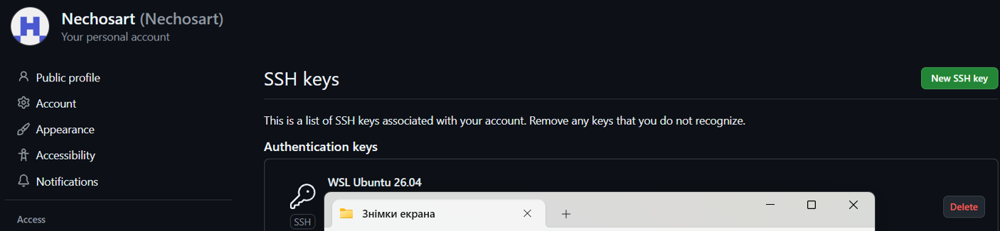 Nechosart (Nechosart)
Your personal account
Public profile
Account
Appearance
Accessibility
Notifications
Access
SSH keys
New SSH key
This is a list of SSH keys associated with your account. Remove any keys that you do not recognize.
Authentication keys
WSL Ubuntu 26.04
SSH
Delete
Знімки екрана